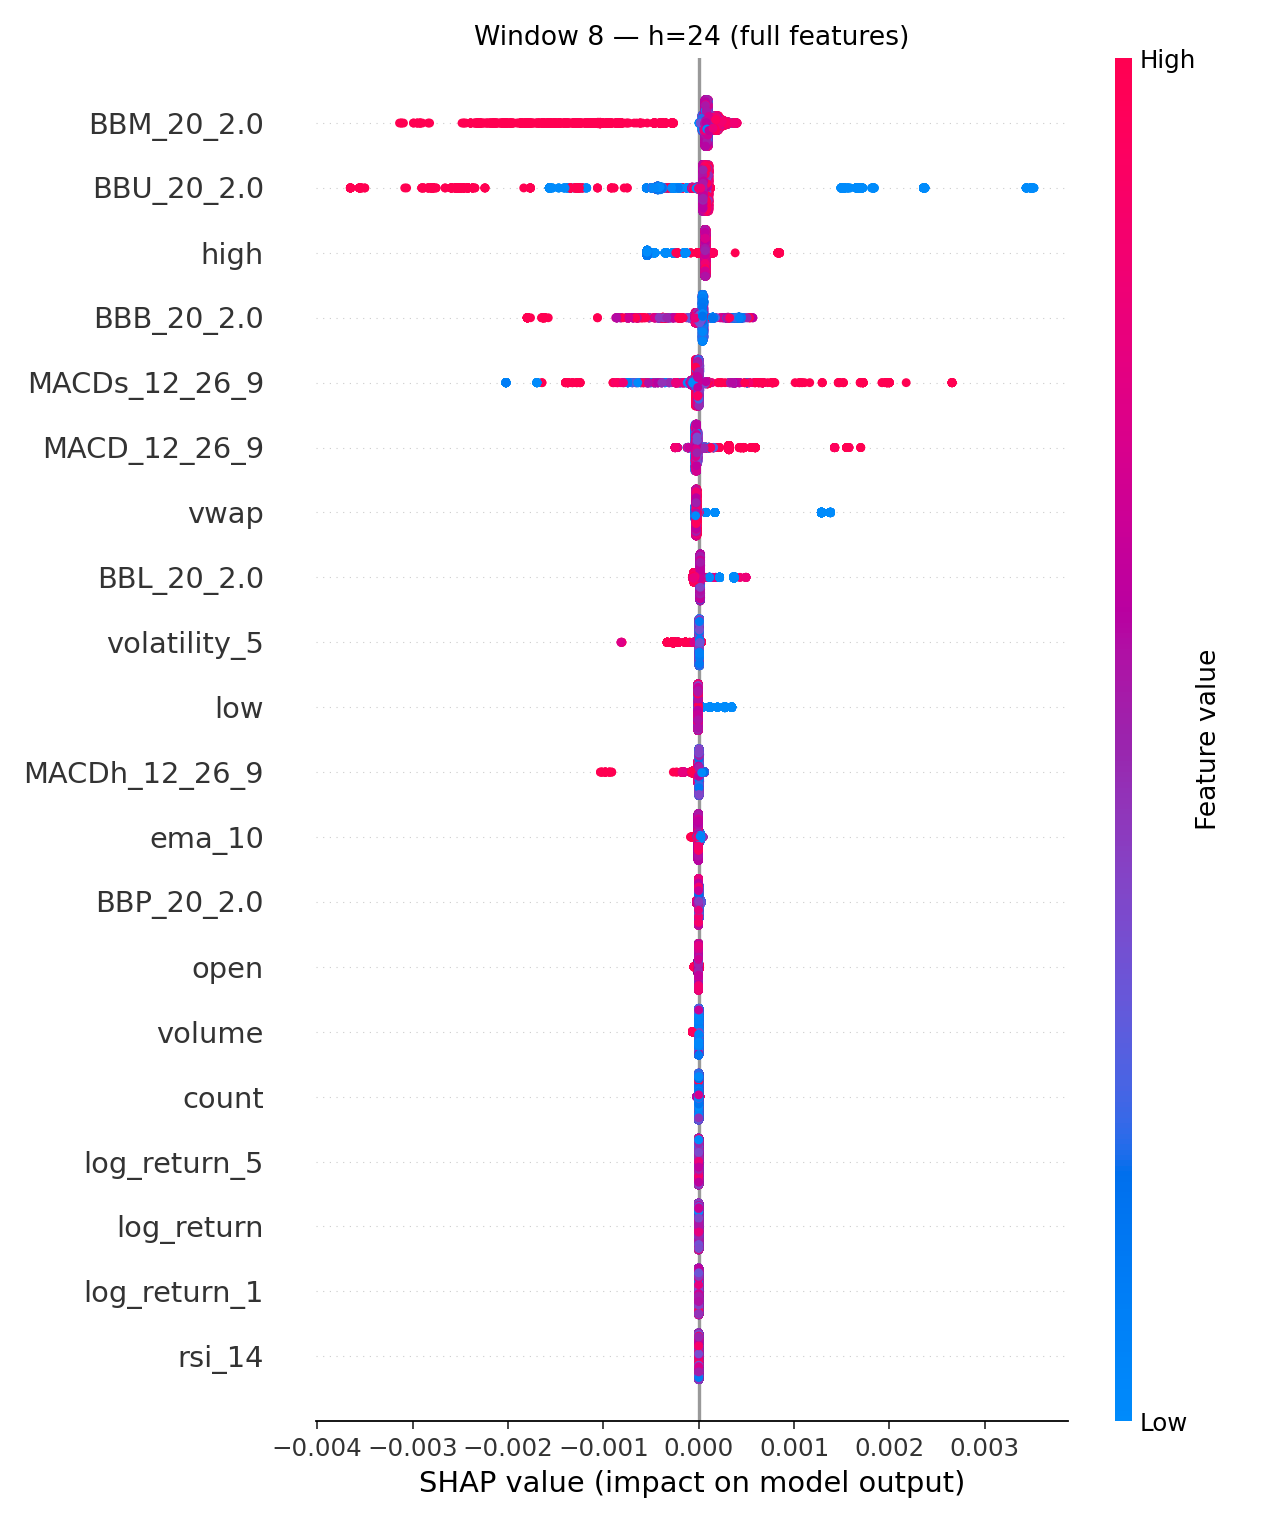 Window 8 — h=24 (full features)
High
BBM_20_2.0
BBU_20_2.0
high
BBB_20_2.0
MACDs_12_26_9
MACD_12_26_9
vwap
BBL_20_2.0
volatility_5
low
MACDh_12_26_9
ema_10
BBP_20_2.0
open
volume
count
log_return_5
log_return
log_return_1
rsi_14
Feature value
Low
−0.004 −0.003 −0.002 −0.001 0.000 0.001 0.002 0.003
SHAP value (impact on model output)